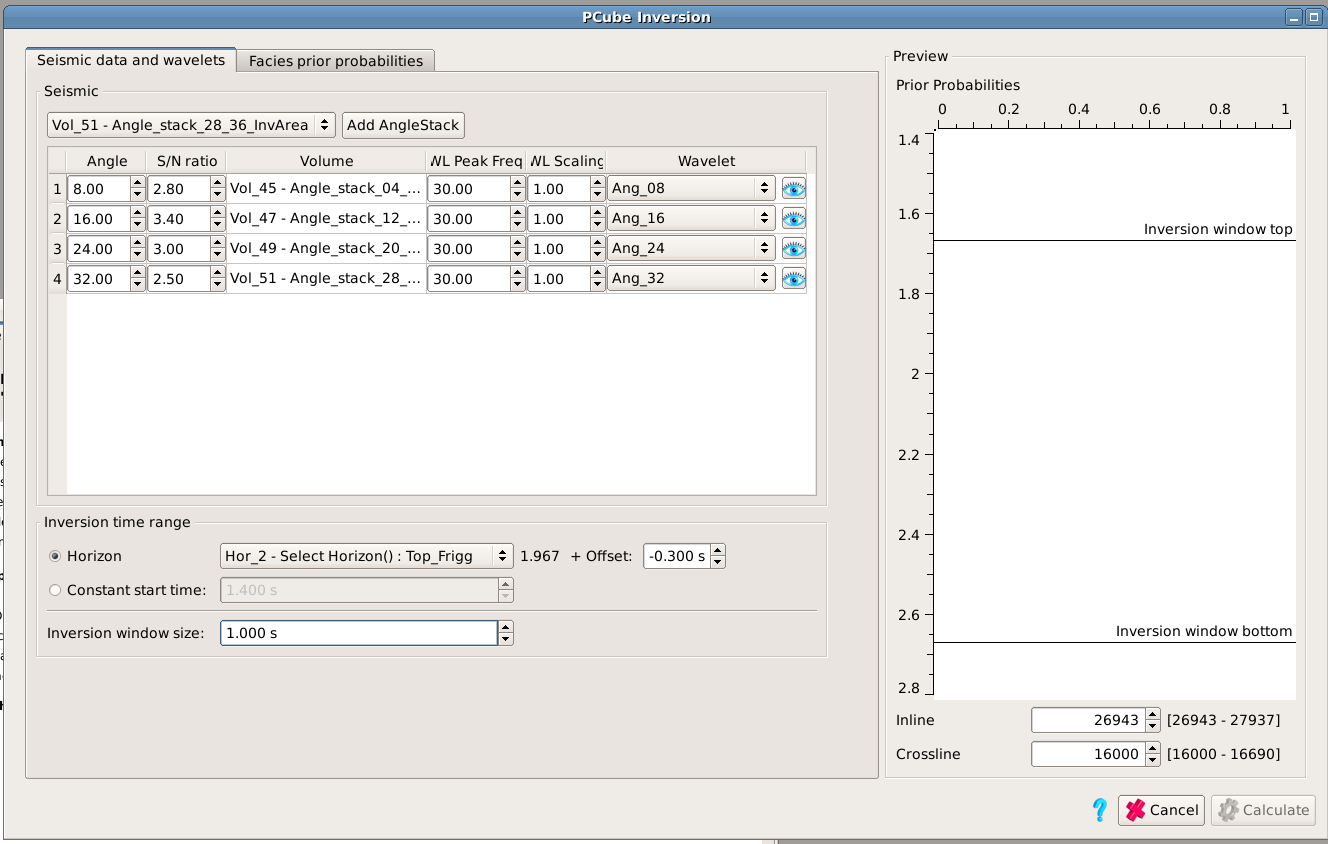 PCube Inversion
Seismic data and wavelets
Facies prior probabilities
Seismic
Vol_51 - Angle_stack_28_36_InvArea
Add AngleStack
Angle S/N ratio Volume WL Peak Freq WL Scaling Wavelet
1 8.00 2.80 Vol_45 - Angle_stack_04_... 30.00 1.00 Ang_08
2 16.00 3.40 Vol_47 - Angle_stack_12_... 30.00 1.00 Ang_16
3 24.00 3.00 Vol_49 - Angle_stack_20_... 30.00 1.00 Ang_24
4 32.00 2.50 Vol_51 - Angle_stack_28_... 30.00 1.00 Ang_32
Inversion time range
Horizon Hor_2 - Select Horizon() : Top_Frigg 1.967 + Offset: -0.300 s
Constant start time: 1.400 s
Inversion window size: 1.000 s
Preview
Prior Probabilities
0 0.2 0.4 0.6 0.8 1
1.4
1.6
Inversion window top
1.8
2
2.2
2.4
2.6
Inversion window bottom
2.8
Inline 26943 [26943 - 27937]
Crossline 16000 [16000 - 16690]
? Cancel Calculate